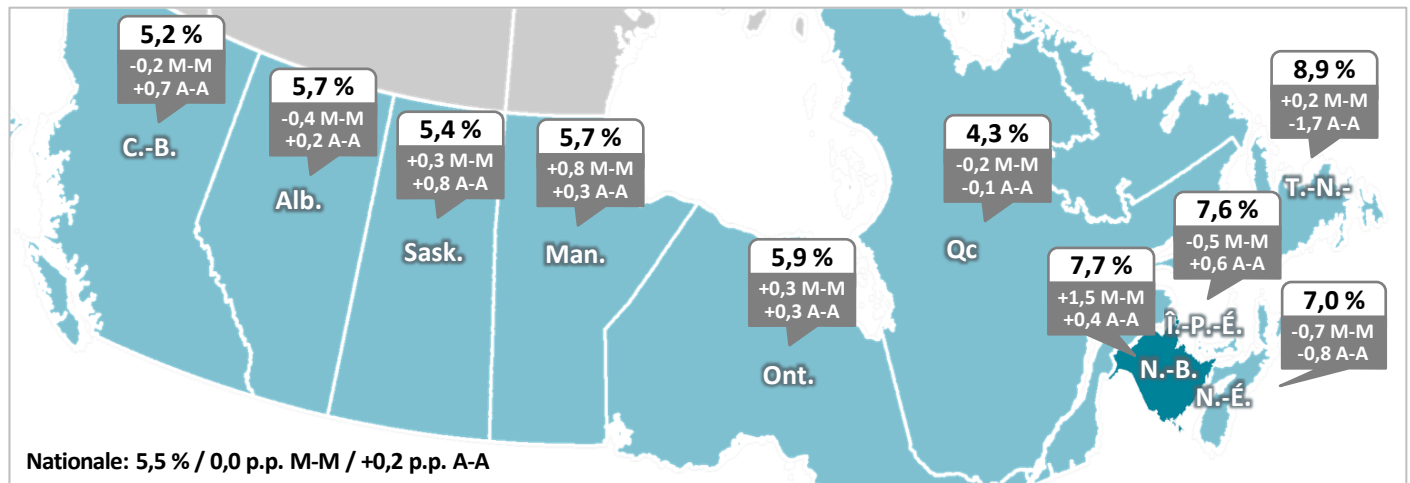 5,2 %
-0,2 M-M
+0,7 A-A
C.-B.
5,7 %
-0,4 M-M
+0,2 A-A
Alb.
5,4 %
+0,3 M-M
+0,8 A-A
Sask.
5,7 %
+0,8 M-M
+0,3 A-A
Man.
5,9 %
+0,3 M-M
+0,3 A-A
Ont.
4,3 %
-0,2 M-M
-0,1 A-A
Qc
8,9 %
+0,2 M-M
-1,7 A-A
T.-N.-
7,6 %
-0,5 M-M
+0,6 A-A
Î.-P.-É.
7,7 %
+1,5 M-M
+0,4 A-A
N.-B.
7,0 %
-0,7 M-M
-0,8 A-A
N.-É.
Nationale: 5,5 % / 0,0 p.p. M-M / +0,2 p.p. A-A